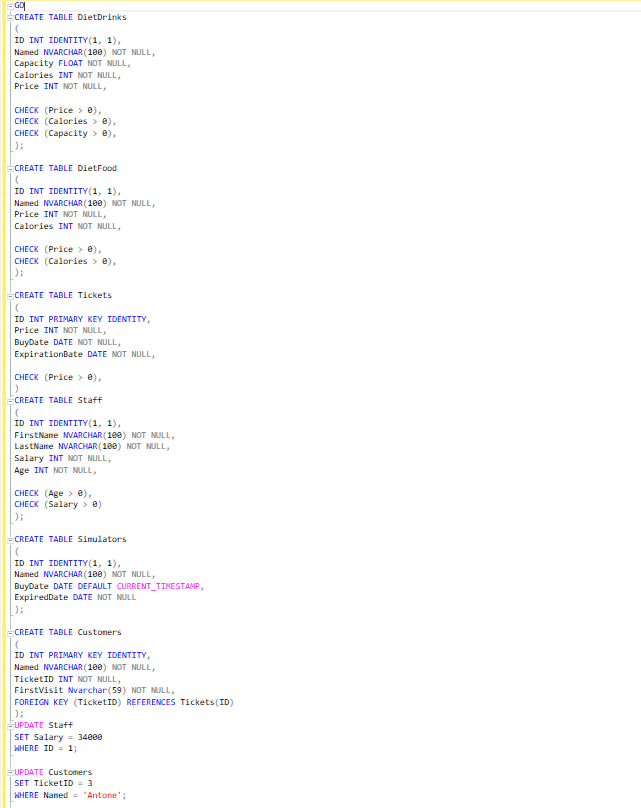 GO
CREATE TABLE DietDrinks
(
ID INT IDENTITY(1, 1),
Named NVARCHAR(100) NOT NULL,
Capacity FLOAT NOT NULL,
Calories INT NOT NULL,
Price INT NOT NULL,
CHECK (Price > 0),
CHECK (Calories > 0),
CHECK (Capacity > 0),
);
CREATE TABLE DietFood
(
ID INT IDENTITY(1, 1),
Named NVARCHAR(100) NOT NULL,
Price INT NOT NULL,
Calories INT NOT NULL,
CHECK (Price > 0),
CHECK (Calories > 0),
);
CREATE TABLE Tickets
(
ID INT PRIMARY KEY IDENTITY,
Price INT NOT NULL,
BuyDate DATE NOT NULL,
ExpirationBate DATE NOT NULL,
CHECK (Price > 0),
)
CREATE TABLE Staff
(
ID INT IDENTITY(1, 1),
FirstName NVARCHAR(100) NOT NULL,
LastName NVARCHAR(100) NOT NULL,
Salary INT NOT NULL,
Age INT NOT NULL,
CHECK (Age > 0),
CHECK (Salary > 0)
);
CREATE TABLE Simulators
(
ID INT IDENTITY(1, 1),
Named NVARCHAR(100) NOT NULL,
BuyDate DATE DEFAULT CURRENT_TIMESTAMP,
ExpiredDate DATE NOT NULL
);
CREATE TABLE Customers
(
ID INT PRIMARY KEY IDENTITY,
Named NVARCHAR(100) NOT NULL,
TicketID INT NOT NULL,
FirstVisit Nvarchar(59) NOT NULL,
FOREIGN KEY (TicketID) REFERENCES Tickets(ID)
);
UPDATE Staff
SET Salary = 34000
WHERE ID = 1;
UPDATE Customers
SET TicketID = 3
WHERE Named = 'Antone';